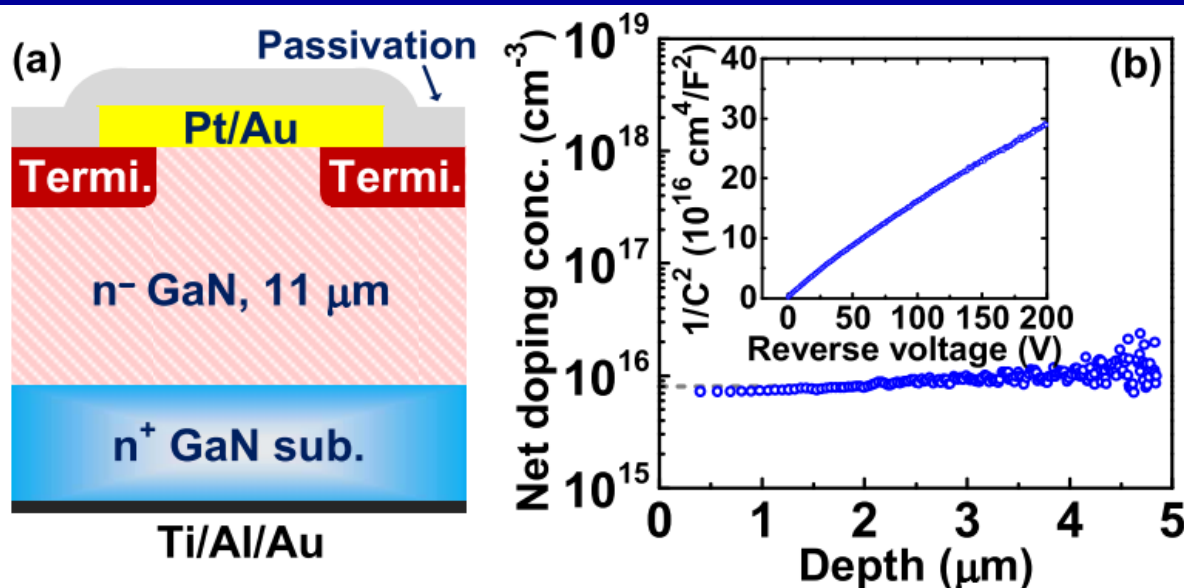 (a)
Passivation
Pt/Au
Termi.
Termi.
n⁻ GaN, 11 μm
n⁺ GaN sub.
Ti/Al/Au
(b)
Net doping conc. (cm⁻³)
10¹⁹
10¹⁸
10¹⁷
10¹⁶
10¹⁵
0 1 2 3 4 5
Depth (μm)
1/C² (10¹⁶ cm⁴/F²)
40
30
20
10
0
0 50 100 150 200
Reverse voltage (V)